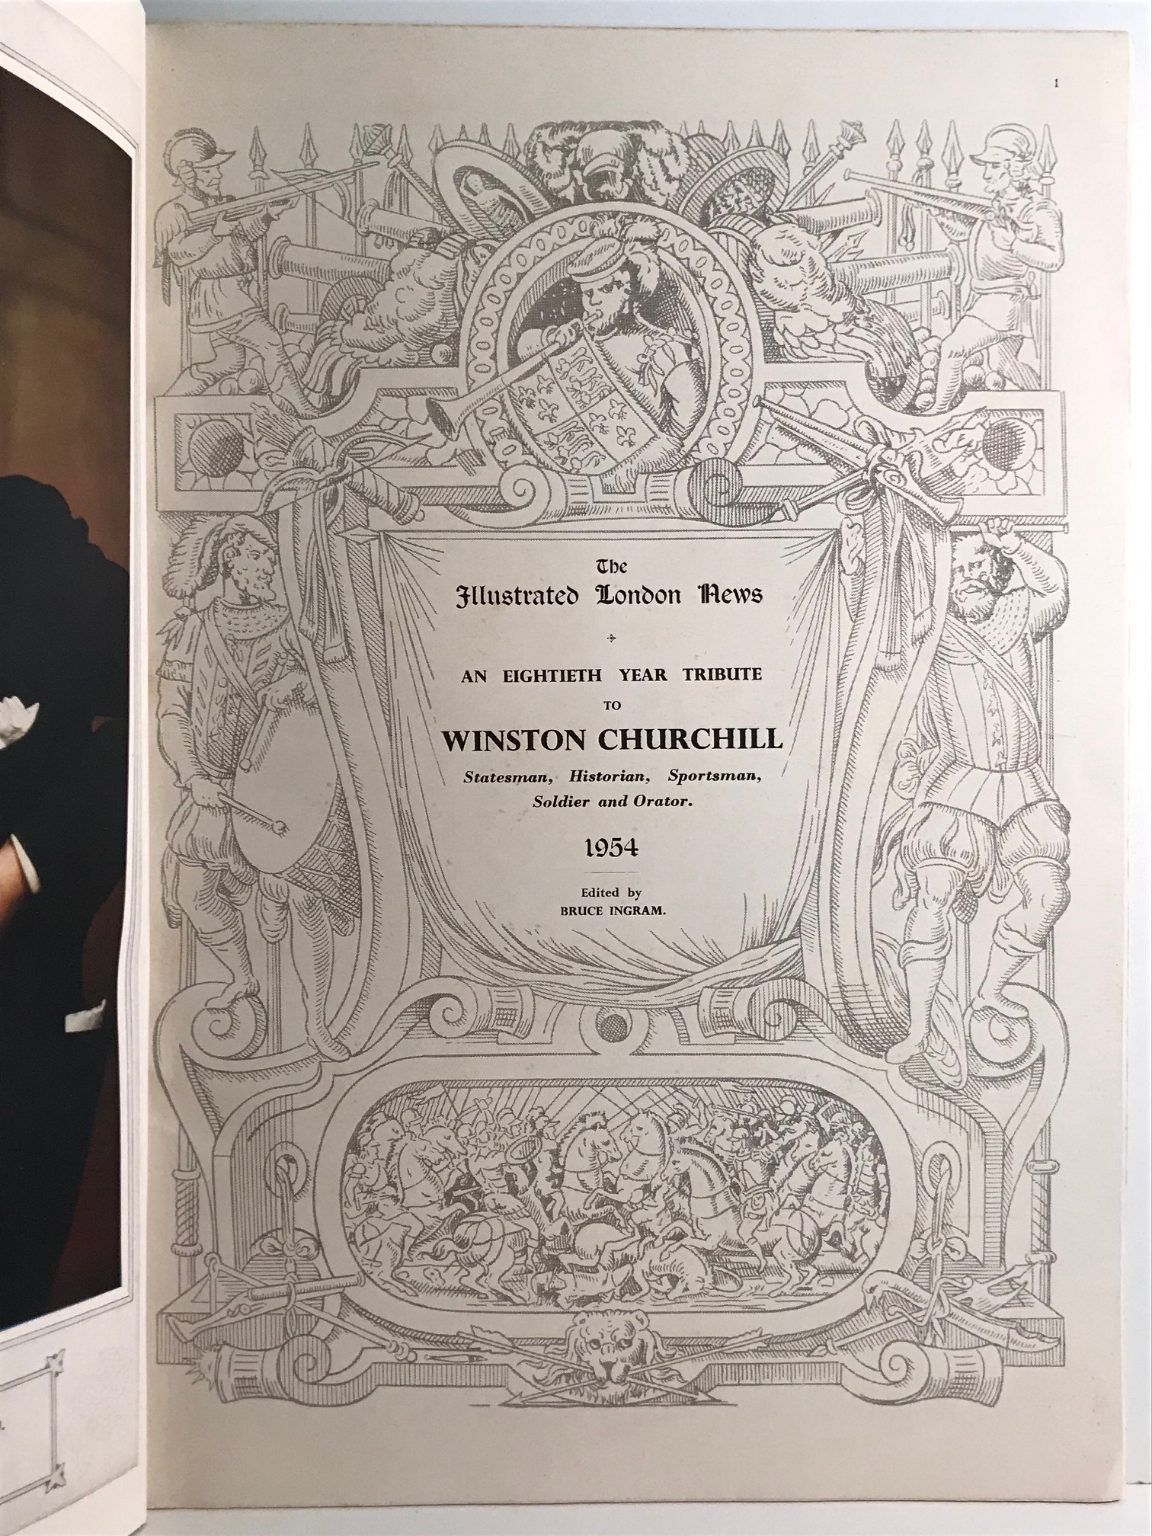 1
The
Illustrated London News
AN EIGHTIETH YEAR TRIBUTE
TO
WINSTON CHURCHILL
Statesman, Historian, Sportsman,
Soldier and Orator.
1954
Edited by
BRUCE INGRAM.